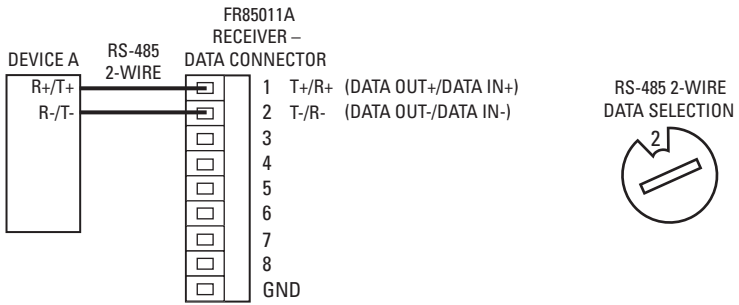 FR85011A
RECEIVER –
DATA CONNECTOR
DEVICE A
RS-485
2-WIRE
R+/T+
R-/T-
1 T+/R+ (DATA OUT+/DATA IN+)
2 T-/R- (DATA OUT-/DATA IN-)
3
4
5
6
7
8
GND
RS-485 2-WIRE
DATA SELECTION
2